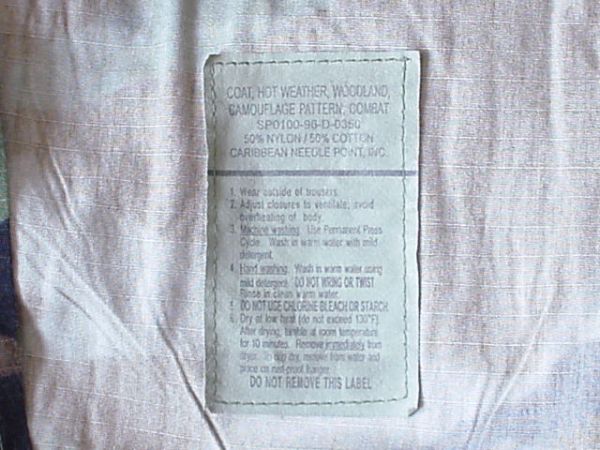 COAT, HOT WEATHER, WOODLAND,
CAMOUFLAGE PATTERN, COMBAT
SPO100-96-D-0350
50% NYLON / 50% COTTON
CARIBBEAN NEEDLE POINT, INC.
1. Wear outside of trousers.
2. Adjust closures to ventilate, avoid
overheating of body.
3. Machine washing. Use Permanent Press
Cycle. Wash in warm water with mild
detergent.
4. Hand washing. Wash in warm water using
mild detergent. DO NOT WRING OR TWIST
Rinse in clean warm water.
5. DO NOT USE CHLORINE BLEACH OR STARCH
6. Dry at low heat (do not exceed 130°F)
After drying, tumble at room temperature
for 10 minutes. Remove immediately from
dryer. To drip dry, remove from water and
place on rust-proof hanger.
DO NOT REMOVE THIS LABEL